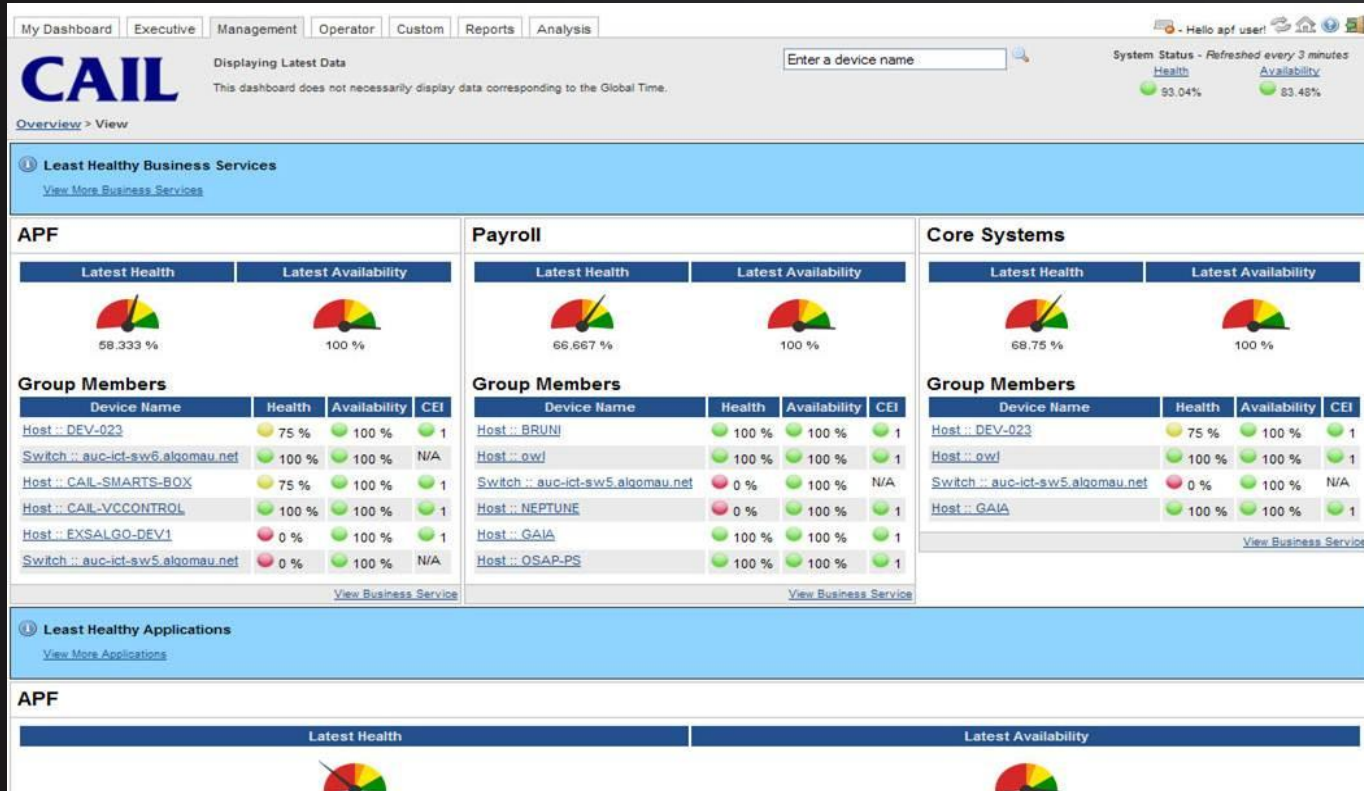 My Dashboard Executive Management Operator Custom Reports Analysis - Hello apf user!
CAIL
Displaying Latest Data
This dashboard does not necessarily display data corresponding to the Global Time.
Enter a device name
System Status - Refreshed every 3 minutes
Health Availability
93.04% 83.48%
Overview > View
Least Healthy Business Services
View More Business Services
APF
Latest Health Latest Availability
58.333 % 100 %
Group Members
Device Name Health Availability CEI
Host :: DEV-023 75 % 100 % 1
Switch :: auc-ict-sw6.algomau.net 100 % 100 % N/A
Host :: CAIL-SMARTS-BOX 75 % 100 % 1
Host :: CAIL-VCCONTROL 100 % 100 % 1
Host :: EXSALGO-DEV1 0 % 100 % 1
Switch :: auc-ict-sw5.algomau.net 0 % 100 % N/A
View Business Service
Payroll
Latest Health Latest Availability
66.667 % 100 %
Group Members
Device Name Health Availability CEI
Host :: BRUNI 100 % 100 % 1
Host :: owl 100 % 100 % 1
Switch :: auc-ict-sw5.algomau.net 0 % 100 % N/A
Host :: NEPTUNE 0 % 100 % 1
Host :: GAIA 100 % 100 % 1
Host :: OSAP-PS 100 % 100 % 1
View Business Service
Core Systems
Latest Health Latest Availability
68.75 % 100 %
Group Members
Device Name Health Availability CEI
Host :: DEV-023 75 % 100 % 1
Host :: owl 100 % 100 % 1
Switch :: auc-ict-sw5.algomau.net 0 % 100 % N/A
Host :: GAIA 100 % 100 % 1
View Business Service
Least Healthy Applications
View More Applications
APF
Latest Health Latest Availability